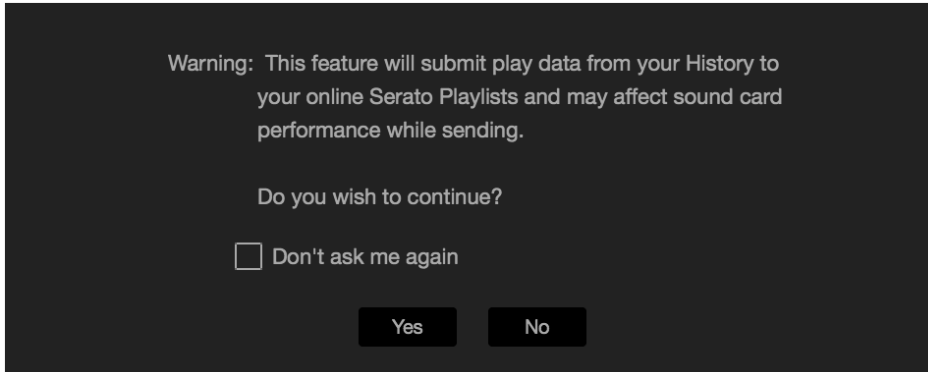 Warning: This feature will submit play data from your History to
your online Serato Playlists and may affect sound card
performance while sending.
Do you wish to continue?
Don't ask me again
Yes No